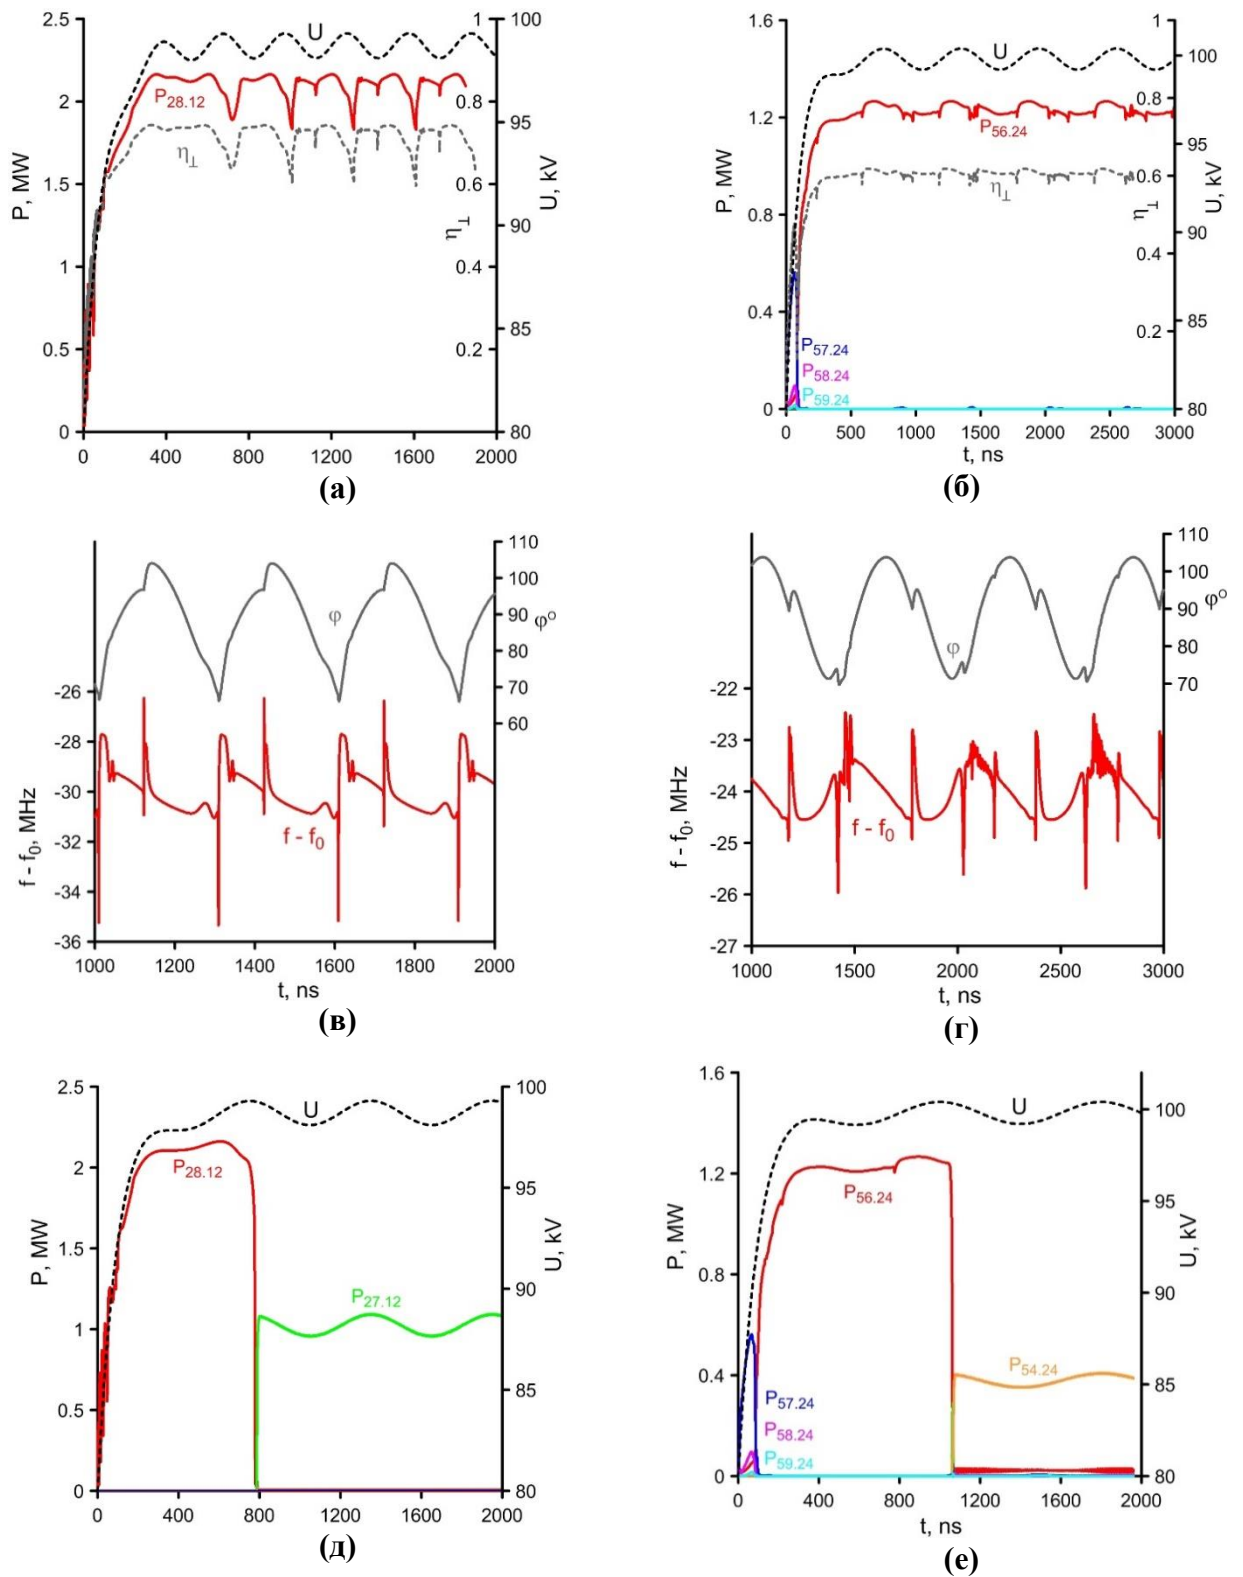 P, MW
2.5
2
1.5
1
0.5
0
1
0.8
0.6
0.4
0.2
η⊥
100
95
90
85
80
U, kV
U
P28.12
η⊥
0 400 800 1200 1600 2000
(а)
P, MW
1.6
1.2
0.8
0.4
0
1
0.8
0.6
0.4
0.2
η⊥
100
95
90
85
80
U, kV
U
P56.24
η⊥
P57.24
P58.24
P59.24
0 500 1000 1500 2000 2500 3000
t, ns
(б)
f - f0, MHz
-26
-28
-30
-31
-34
-36
110
100
90
80
70
60
φ°
φ
f - f0
1000 1200 1400 1600 1800 2000
t, ns
(в)
f - f0, MHz
-22
-23
-24
-25
-26
-27
110
100
90
80
70
φ°
φ
f - f0
1000 1500 2000 2500 3000
t, ns
(г)
P, MW
2.5
2
1.5
1
0.5
0
100
95
90
85
80
U, kV
U
P28.12
P27.12
0 400 800 1200 1600 2000
(д)
P, MW
1.6
1.2
0.8
0.4
0
100
95
90
85
80
U, kV
U
P56.24
P54.24
P57.24
P58.24
P59.24
0 400 800 1200 1600 2000
t, ns
(е)